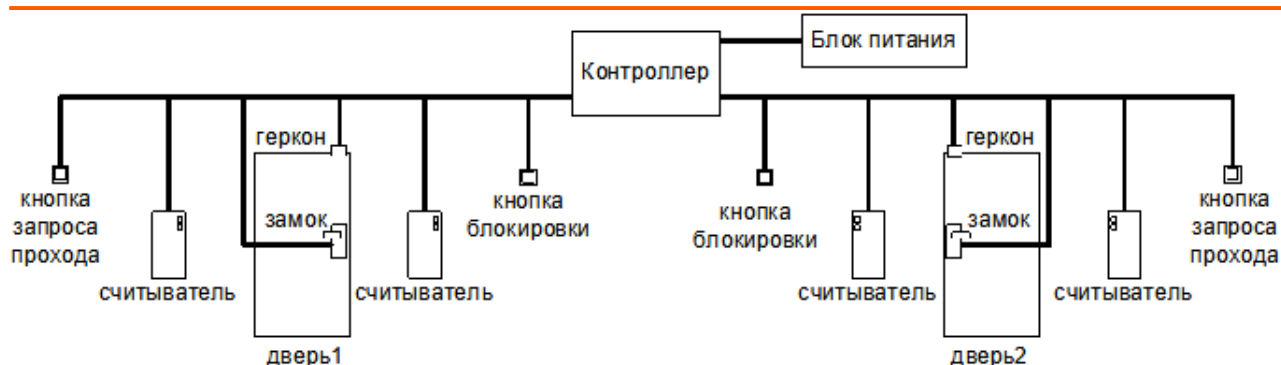 Блок питания
Контроллер
геркон
геркон
кнопка
запроса
прохода
замок
кнопка
блокировки
кнопка
блокировки
замок
кнопка
запроса
прохода
считыватель
считыватель
считыватель
считыватель
дверь1
дверь2